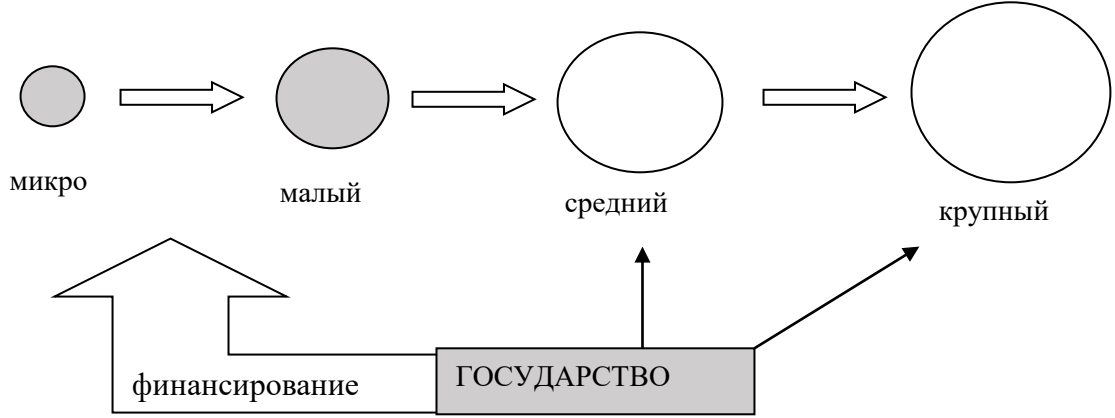 микро
малый
средний
крупный
финансирование
ГОСУДАРСТВО